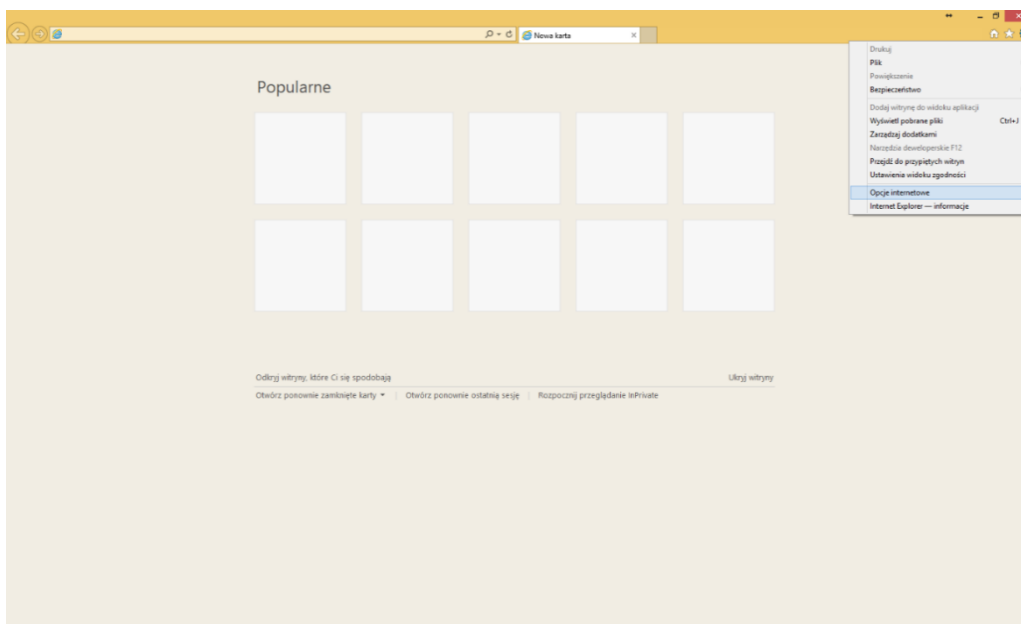 Nowa karta
Drukuj
Plik
Powiększenie
Bezpieczeństwo
Dodaj witrynę do widoku aplikacji
Wyświetl pobrane pliki Ctrl+J
Zarządzaj dodatkami
Narzędzia deweloperskie F12
Przejdź do przypiętych witryn
Ustawienia widoku zgodności
Opcje internetowe
Internet Explorer — informacje
Popularne
Odkryj witryny, które Ci się spodobają Ukryj witryny
Otwórz ponownie zamknięte karty | Otwórz ponownie ostatnią sesję | Rozpocznij przeglądanie InPrivate